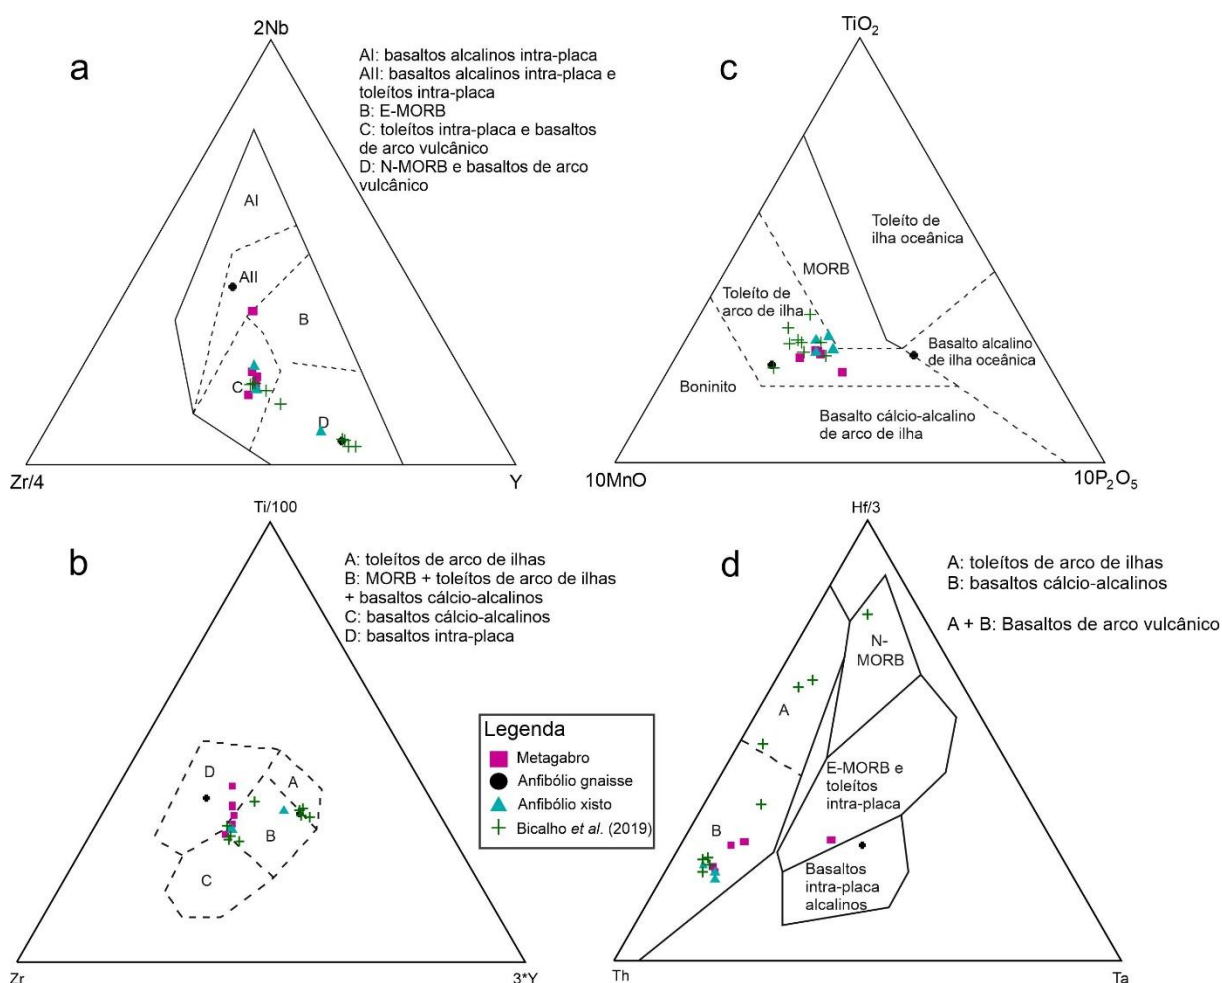 a
2Nb
AI: basaltos alcalinos intra-placa
AII: basaltos alcalinos intra-placa e
toleítos intra-placa
B: E-MORB
C: toleítos intra-placa e basaltos
de arco vulcânico
D: N-MORB e basaltos de arco
vulcânico
AI
AII
B
C
D
Zr/4
Y
c
TiO₂
Toleíto de
ilha oceânica
MORB
Toleíto de
arco de ilha
Basalto alcalino
de ilha oceânica
Boninito
Basalto cálcio-alcalino
de arco de ilha
10MnO
10P₂O₅
b
Ti/100
A: toleítos de arco de ilhas
B: MORB + toleítos de arco de ilhas
+ basaltos cálcio-alcalinos
C: basaltos cálcio-alcalinos
D: basaltos intra-placa
D
A
B
C
Zr
3*Y
Legenda
Metagabro
Anfibólio gnaisse
Anfibólio xisto
Bicalho et al. (2019)
d
Hf/3
A: toleítos de arco de ilhas
B: basaltos cálcio-alcalinos
A + B: Basaltos de arco vulcânico
N-
MORB
A
E-MORB e
toleítos
intra-placa
B
Basaltos
intra-placa
alcalinos
Th
Ta